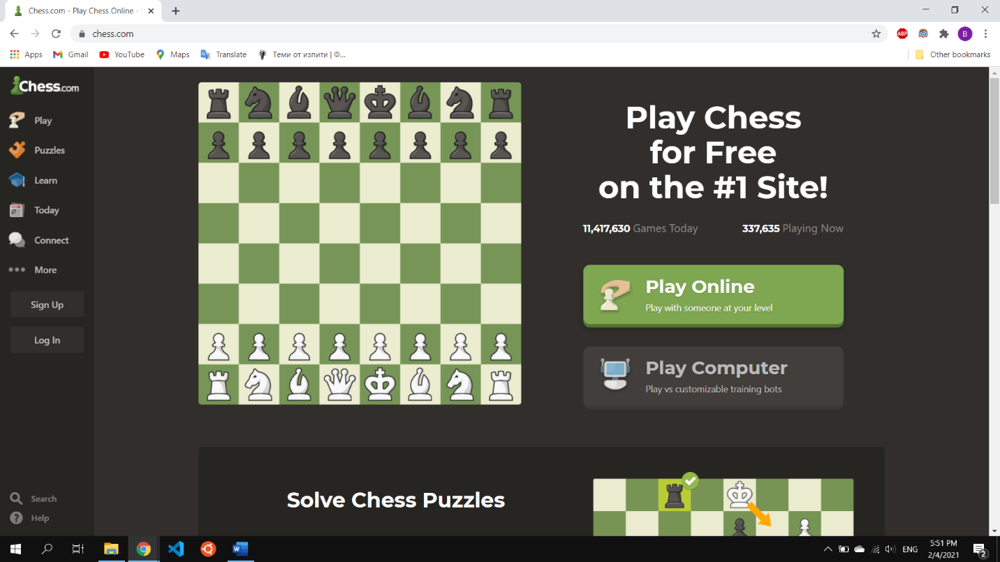 Chess.com - Play Chess Online -
chess.com
ABP
B
Apps
Gmail
YouTube
Maps
Translate
Теми от изпити | Ф...
Other bookmarks
Chess.com
Play
Puzzles
Learn
Today
Connect
More
Sign Up
Log In
Search
Help
Play Chess
for Free
on the #1 Site!
11,417,630 Games Today
337,635 Playing Now
Play Online
Play with someone at your level
Play Computer
Play vs customizable training bots
Solve Chess Puzzles
W
ENG
5:51 PM
2/4/2021
2